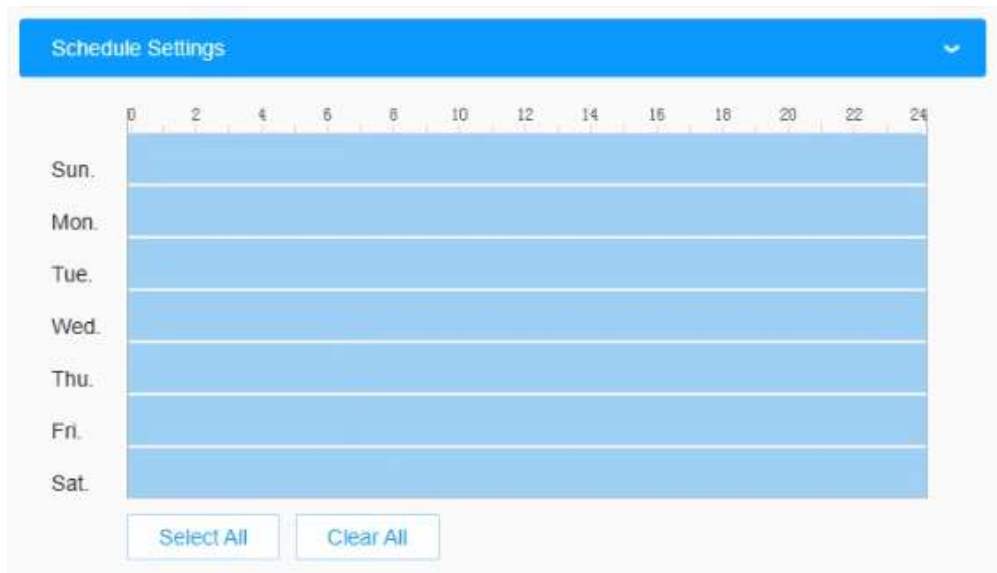 Schedule Settings
0 2 4 6 8 10 12 14 16 18 20 22 24
Sun.
Mon.
Tue.
Wed.
Thu.
Fri.
Sat.
Select All Clear All